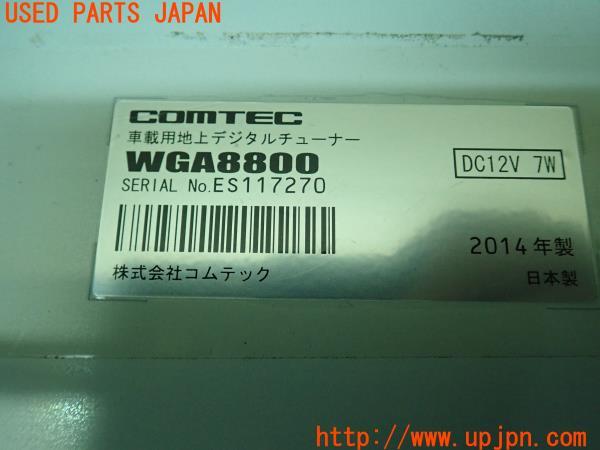 USED PARTS JAPAN
COMTEC
車載用地上デジタルチューナー
WGA8800
DC12V 7W
SERIAL No.ES117270
2014年製
株式会社コムテック
日本製
http://www.upjpn.com/